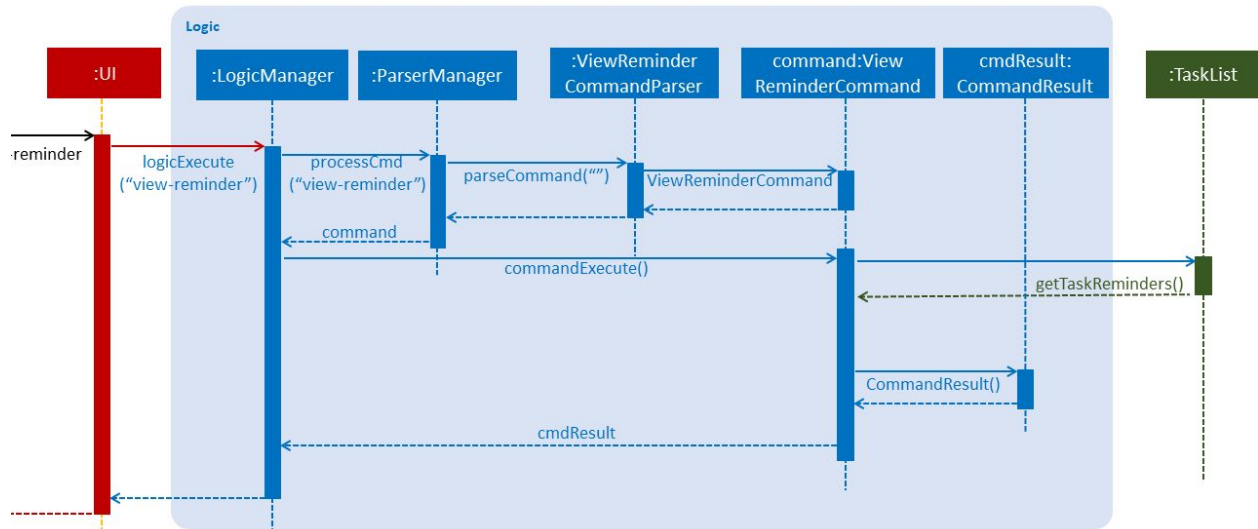 Logic
:UI
:LogicManager
:ParserManager
:ViewReminder
CommandParser
command:View
ReminderCommand
cmdResult:
CommandResult
:TaskList
-reminder
logicExecute
(“view-reminder”)
processCmd
(“view-reminder”)
parseCommand(“”)
ViewReminderCommand
command
commandExecute()
getTaskReminders()
CommandResult()
cmdResult